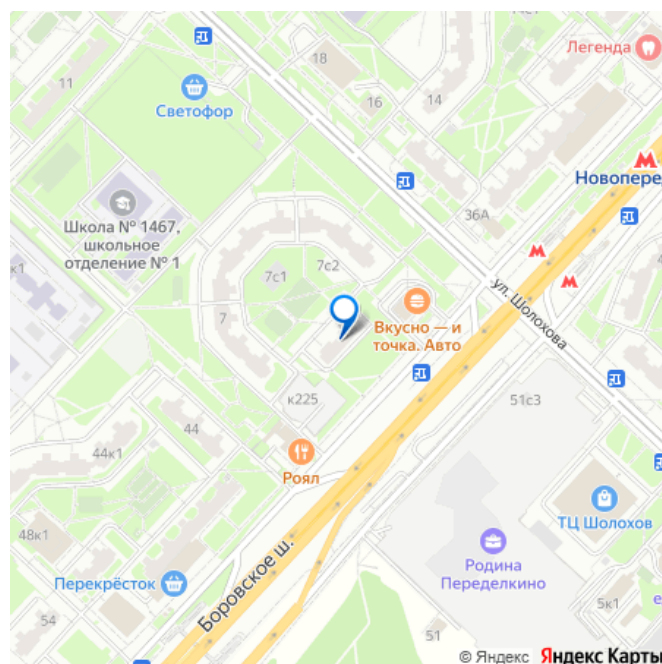 Легенда
18
11
16
14
Светофор
Новопере
36А
Школа № 1467,
школьное
отделение № 1
к1
7с1
7с2
ул. Шолохова
7
Вкусно — и
точка. Авто
к225
51с3
44
44к1
Роял
ТЦ Шолохов
48к1
Родина
Переделкино
Боровское ш.
Перекрёсток
5к1
е
54
51
© Яндекс Яндекс Карты